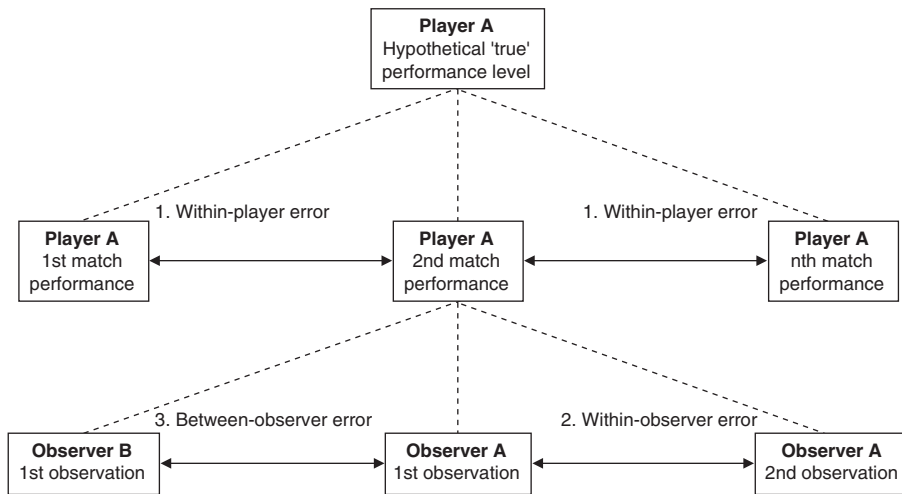 Player A
Hypothetical 'true'
performance level
1. Within-player error
1. Within-player error
Player A
1st match
performance
Player A
2nd match
performance
Player A
nth match
performance
3. Between-observer error
2. Within-observer error
Observer B
1st observation
Observer A
1st observation
Observer A
2nd observation